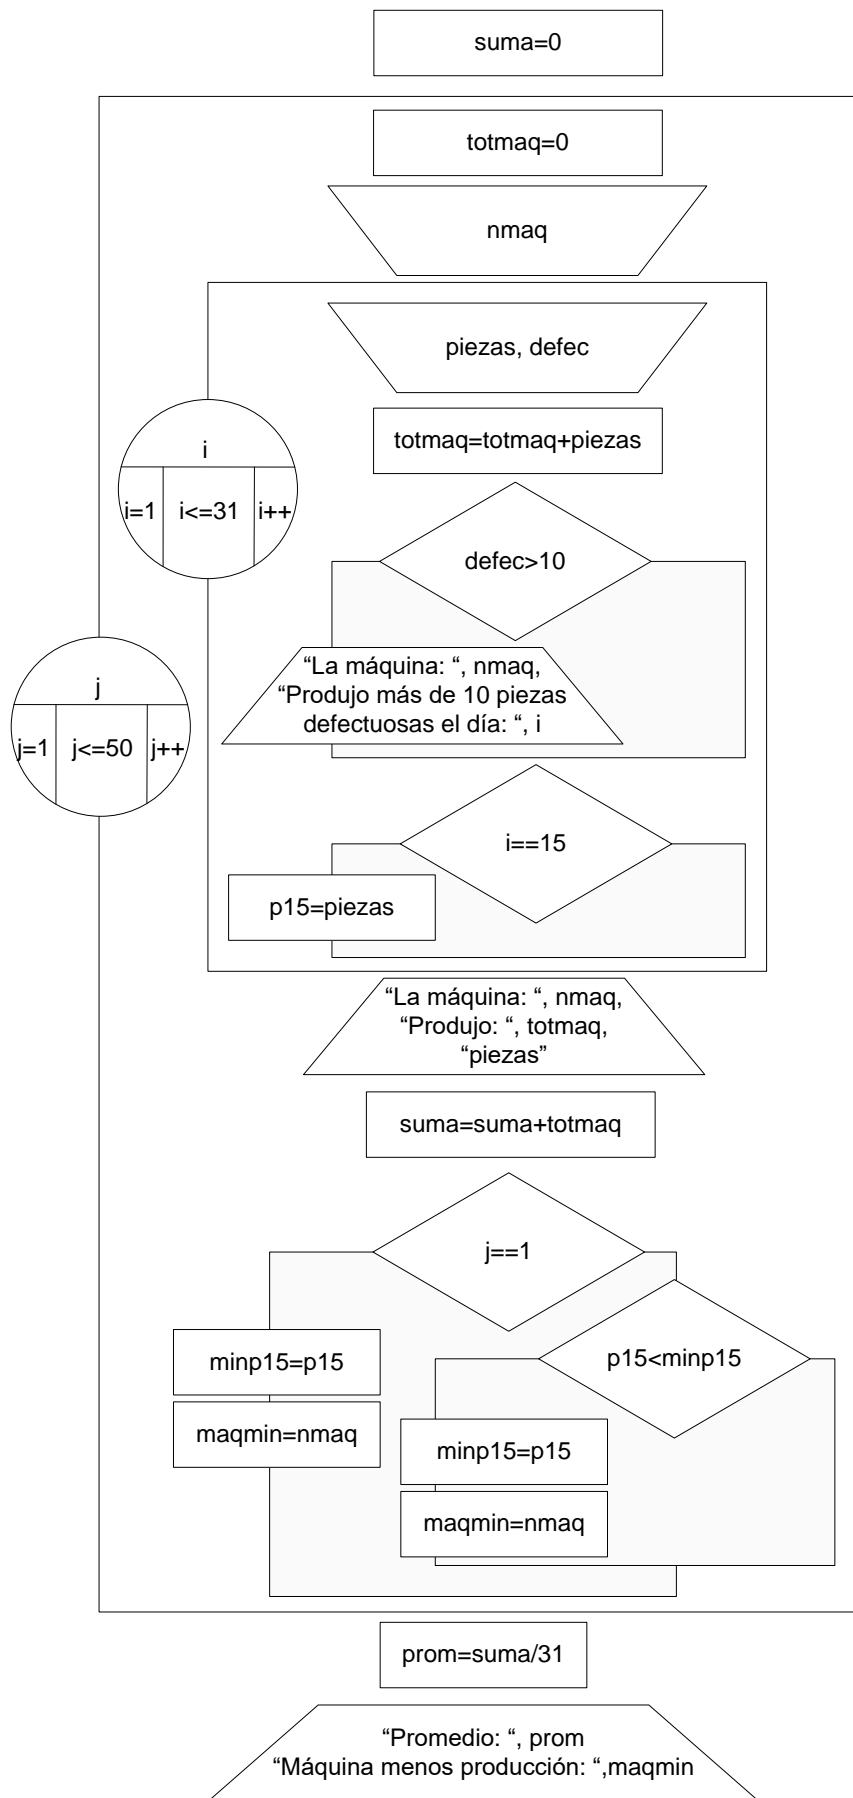 suma=0
totmaq=0
nmaq
piezas, defec
totmaq=totmaq+piezas
i
i=1
i<=31
i++
defec>10
“La máquina: “, nmaq,
“Produjo más de 10 piezas
defectuosas el día: “, i
j
j=1
j<=50
j++
i==15
p15=piezas
“La máquina: “, nmaq,
“Produjo: “, totmaq,
“piezas”
suma=suma+totmaq
j==1
minp15=p15
maqmin=nmaq
p15<minp15
minp15=p15
maqmin=nmaq
prom=suma/31
“Promedio: “, prom
“Máquina menos producción: “,maqmin